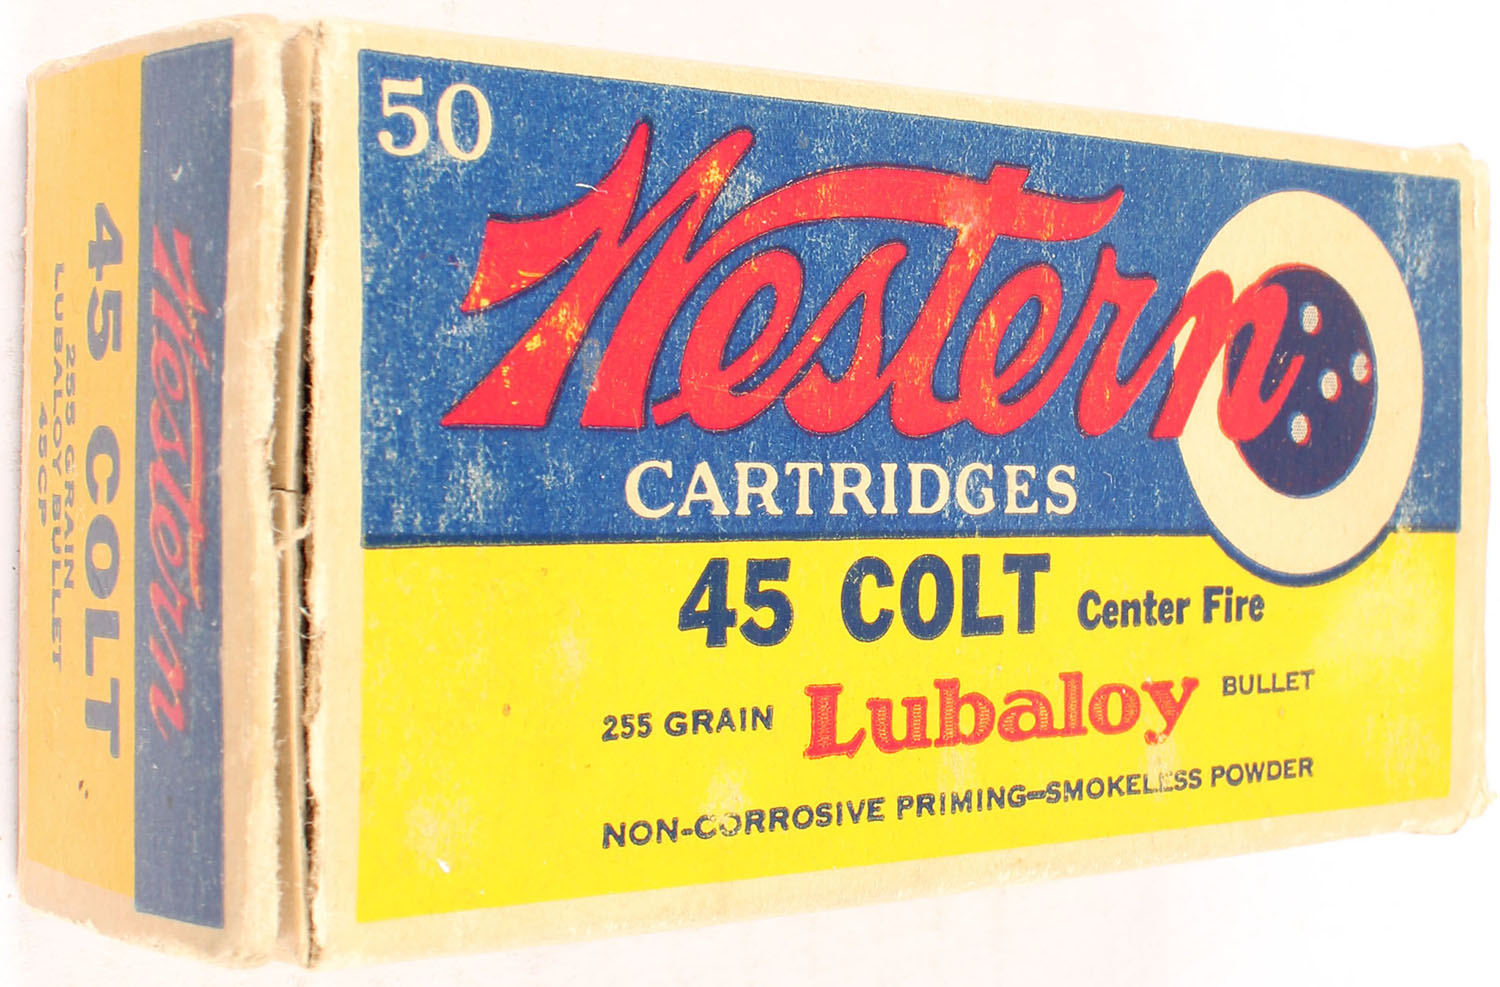 50
Western
CARTRIDGES
45 COLT Center Fire
255 GRAIN Lubaloy BULLET
NON-CORROSIVE PRIMING-SMOKELESS POWDER
Western
45 COLT
255 GRAIN
LUBALOY BULLET
45CP